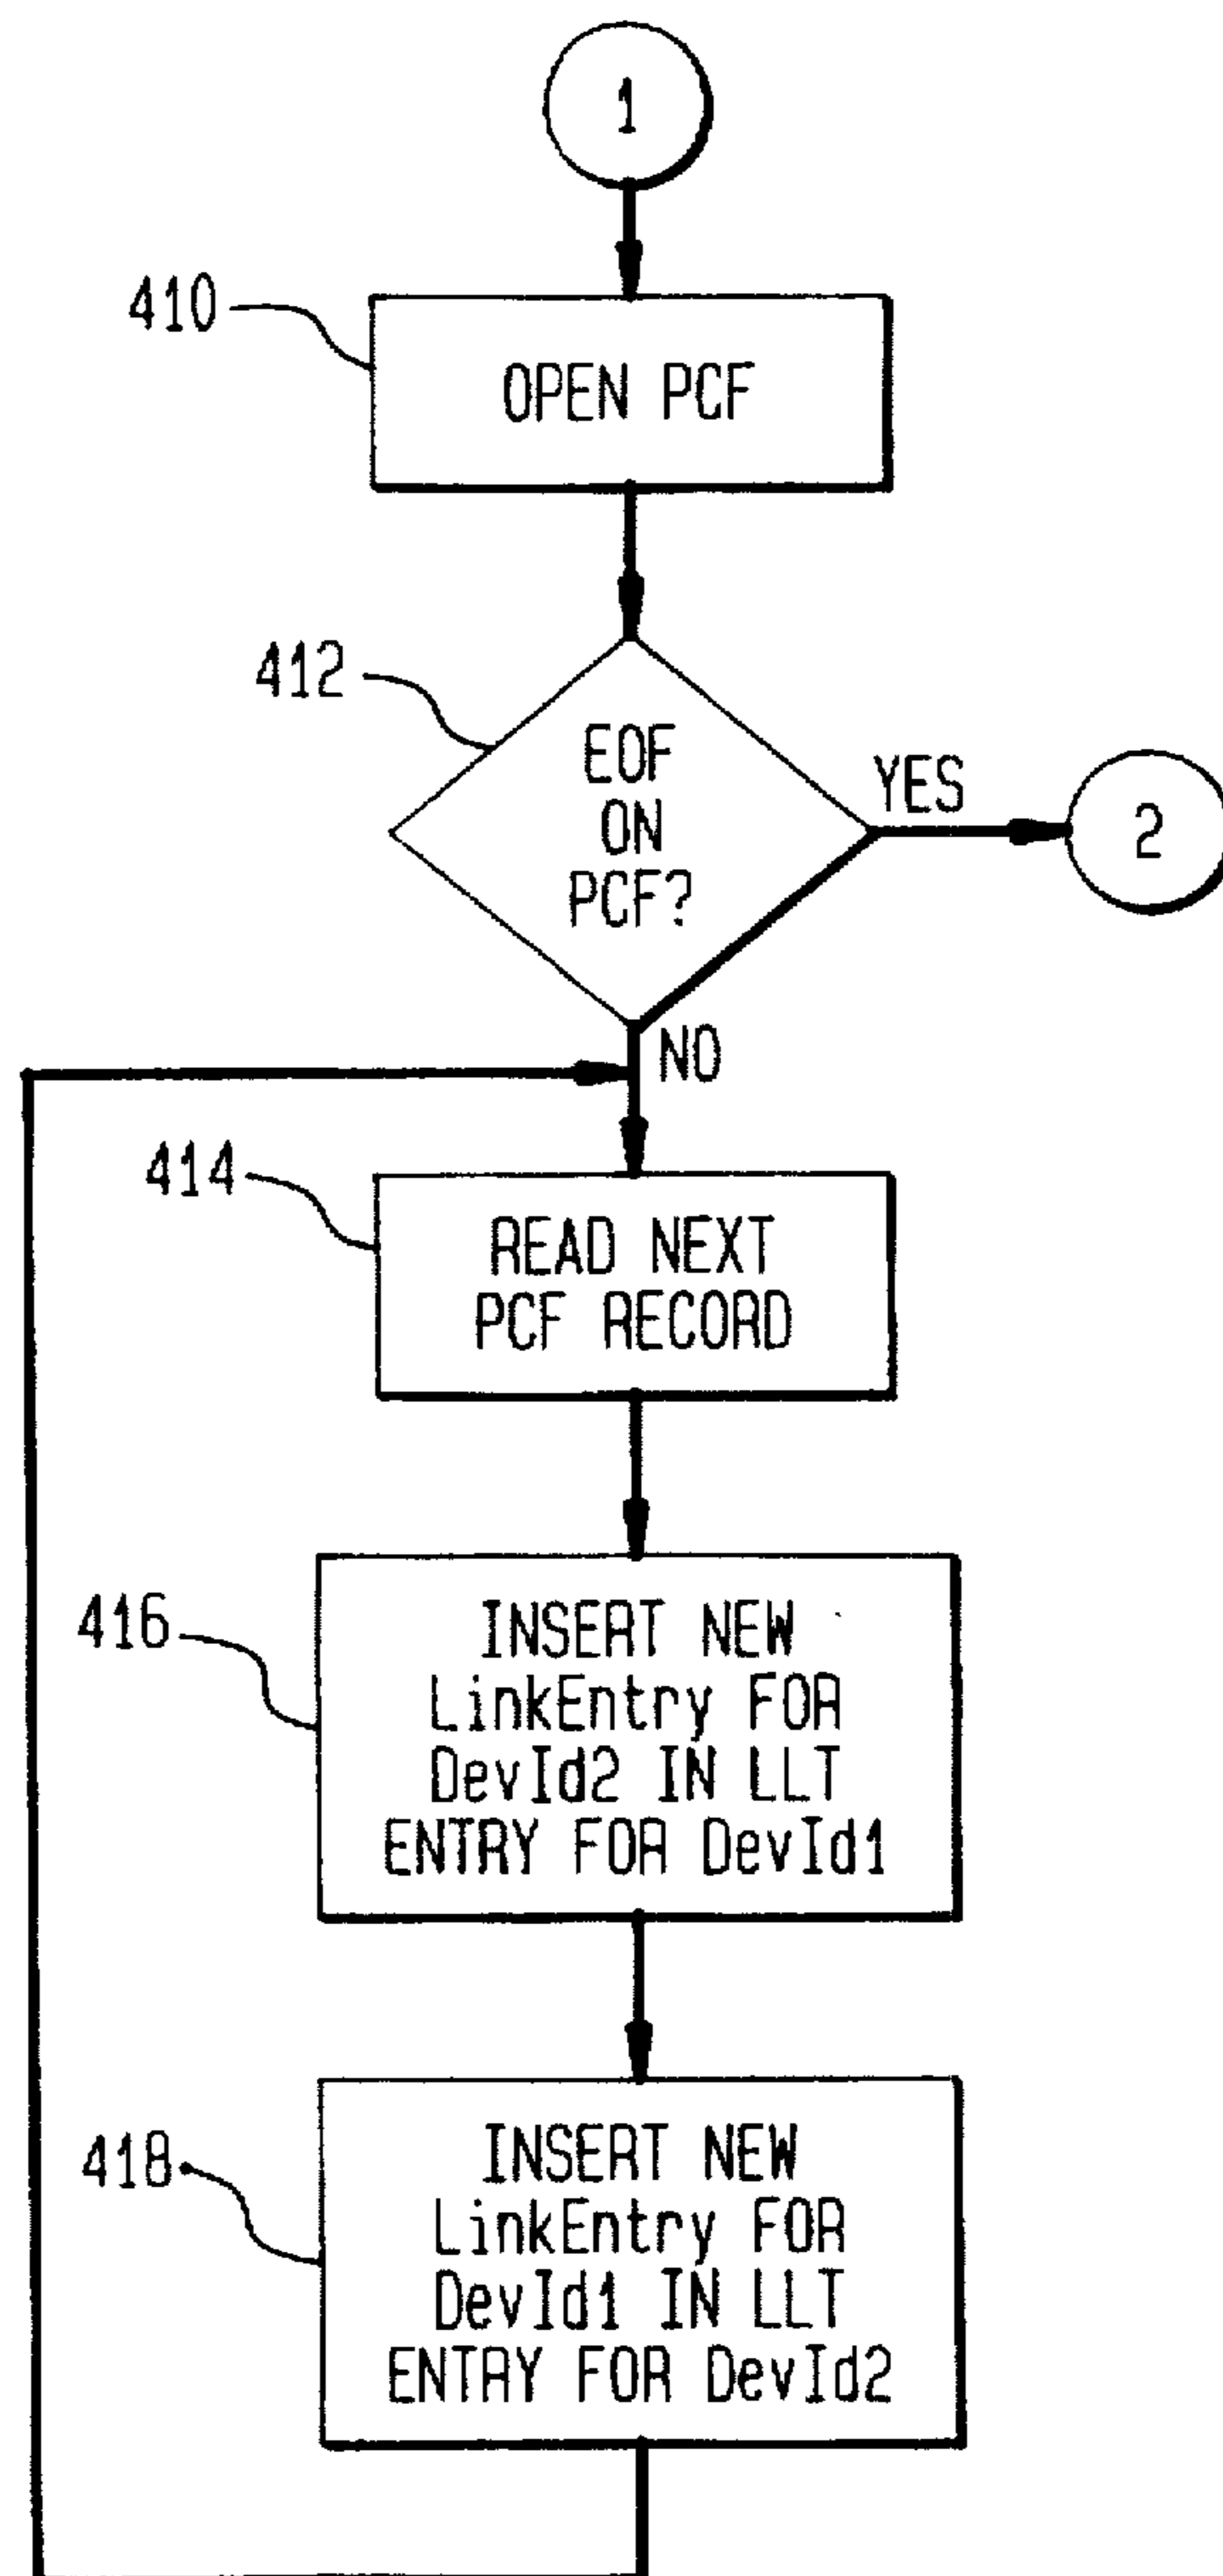 1
410
OPEN PCF
412
EOF
ON
PCF?
YES
2
NO
414
READ NEXT
PCF RECORD
416
INSERT NEW
LinkEntry FOR
DevId2 IN LLT
ENTRY FOR DevId1
418
INSERT NEW
LinkEntry FOR
DevId1 IN LLT
ENTRY FOR DevId2